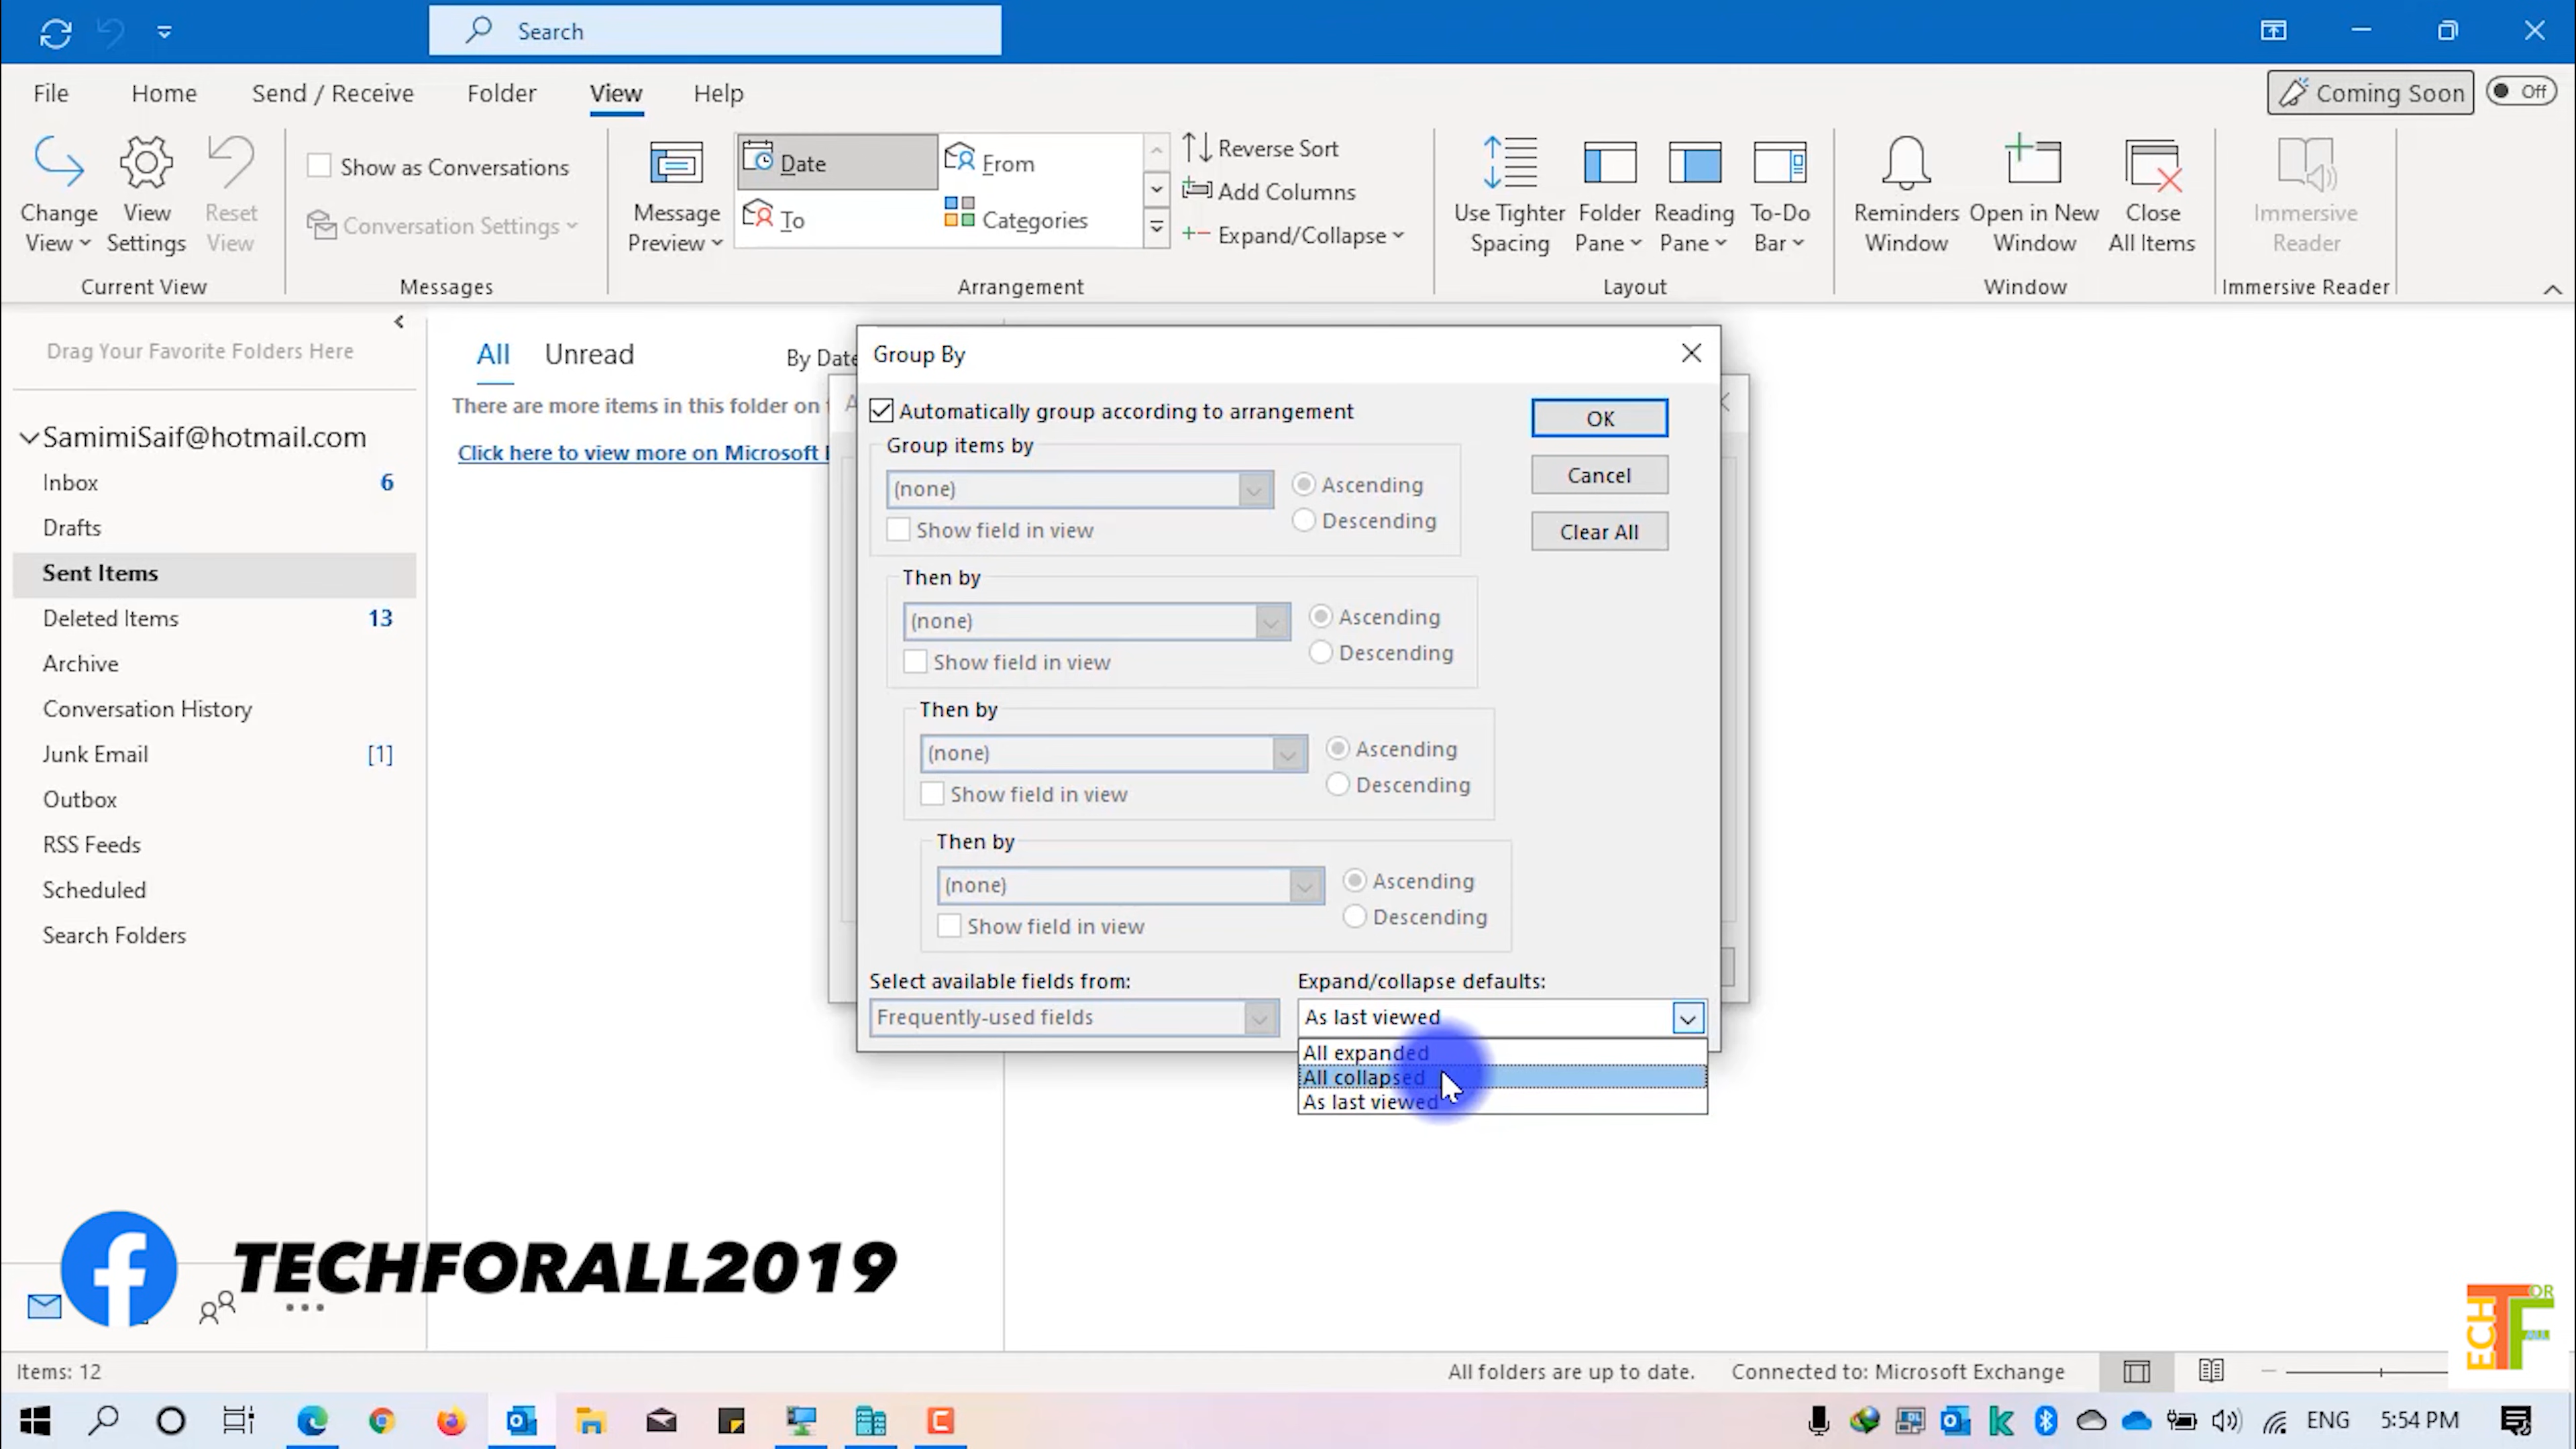 Search
File Home Send / Receive Folder View Help
Coming Soon Off
Change View
View Settings
Reset View
Current View
Show as Conversations
Conversation Settings
Messages
Message Preview
Date From
To Categories
Reverse Sort
Add Columns
Expand/Collapse
Arrangement
Use Tighter Spacing
Folder Pane
Reading Pane
To-Do Bar
Layout
Reminders Window
Open in New Window
Close All Items
Window
Immersive Reader
Immersive Reader
Drag Your Favorite Folders Here
SamimiSaif@hotmail.com
Inbox 6
Drafts
Sent Items
Deleted Items 13
Archive
Conversation History
Junk Email [1]
Outbox
RSS Feeds
Scheduled
Search Folders
All Unread By Date
There are more items in this folder on
Click here to view more on Microsoft
Group By
Automatically group according to arrangement
OK
Cancel
Clear All
Group items by
(none) Ascending
Descending
Show field in view
Then by
(none) Ascending
Descending
Show field in view
Then by
(none) Ascending
Descending
Show field in view
Then by
(none) Ascending
Descending
Show field in view
Select available fields from:
Frequently-used fields
Expand/collapse defaults:
As last viewed
All expanded
All collapsed
As last viewed
TECHFORALL2019
Items: 12
All folders are up to date. Connected to: Microsoft Exchange
ENG 5:54 PM